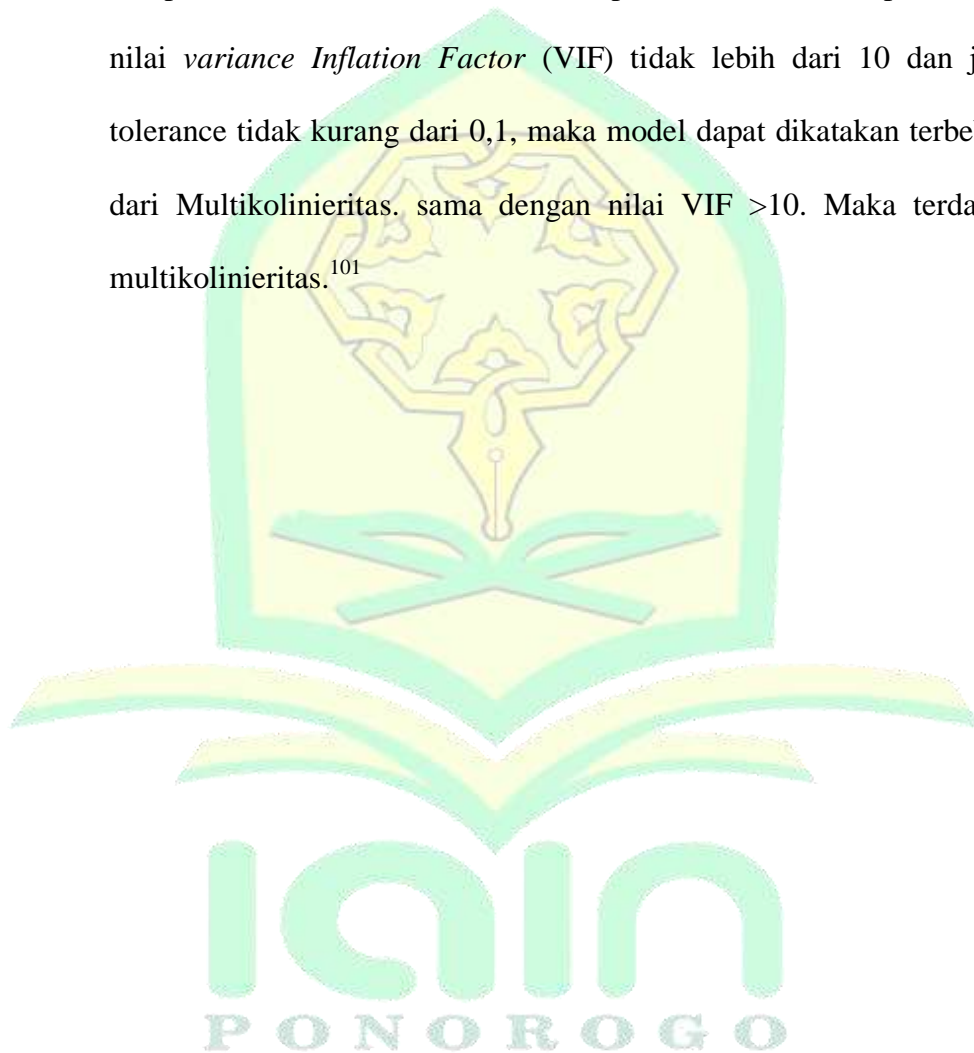 nilai variance Inflation Factor (VIF) tidak lebih dari 10 dan j
tolerance tidak kurang dari 0,1, maka model dapat dikatakan terbe
dari Multikolinieritas. sama dengan nilai VIF >10. Maka terda
multikolinieritas.101
iain
PONOROGO